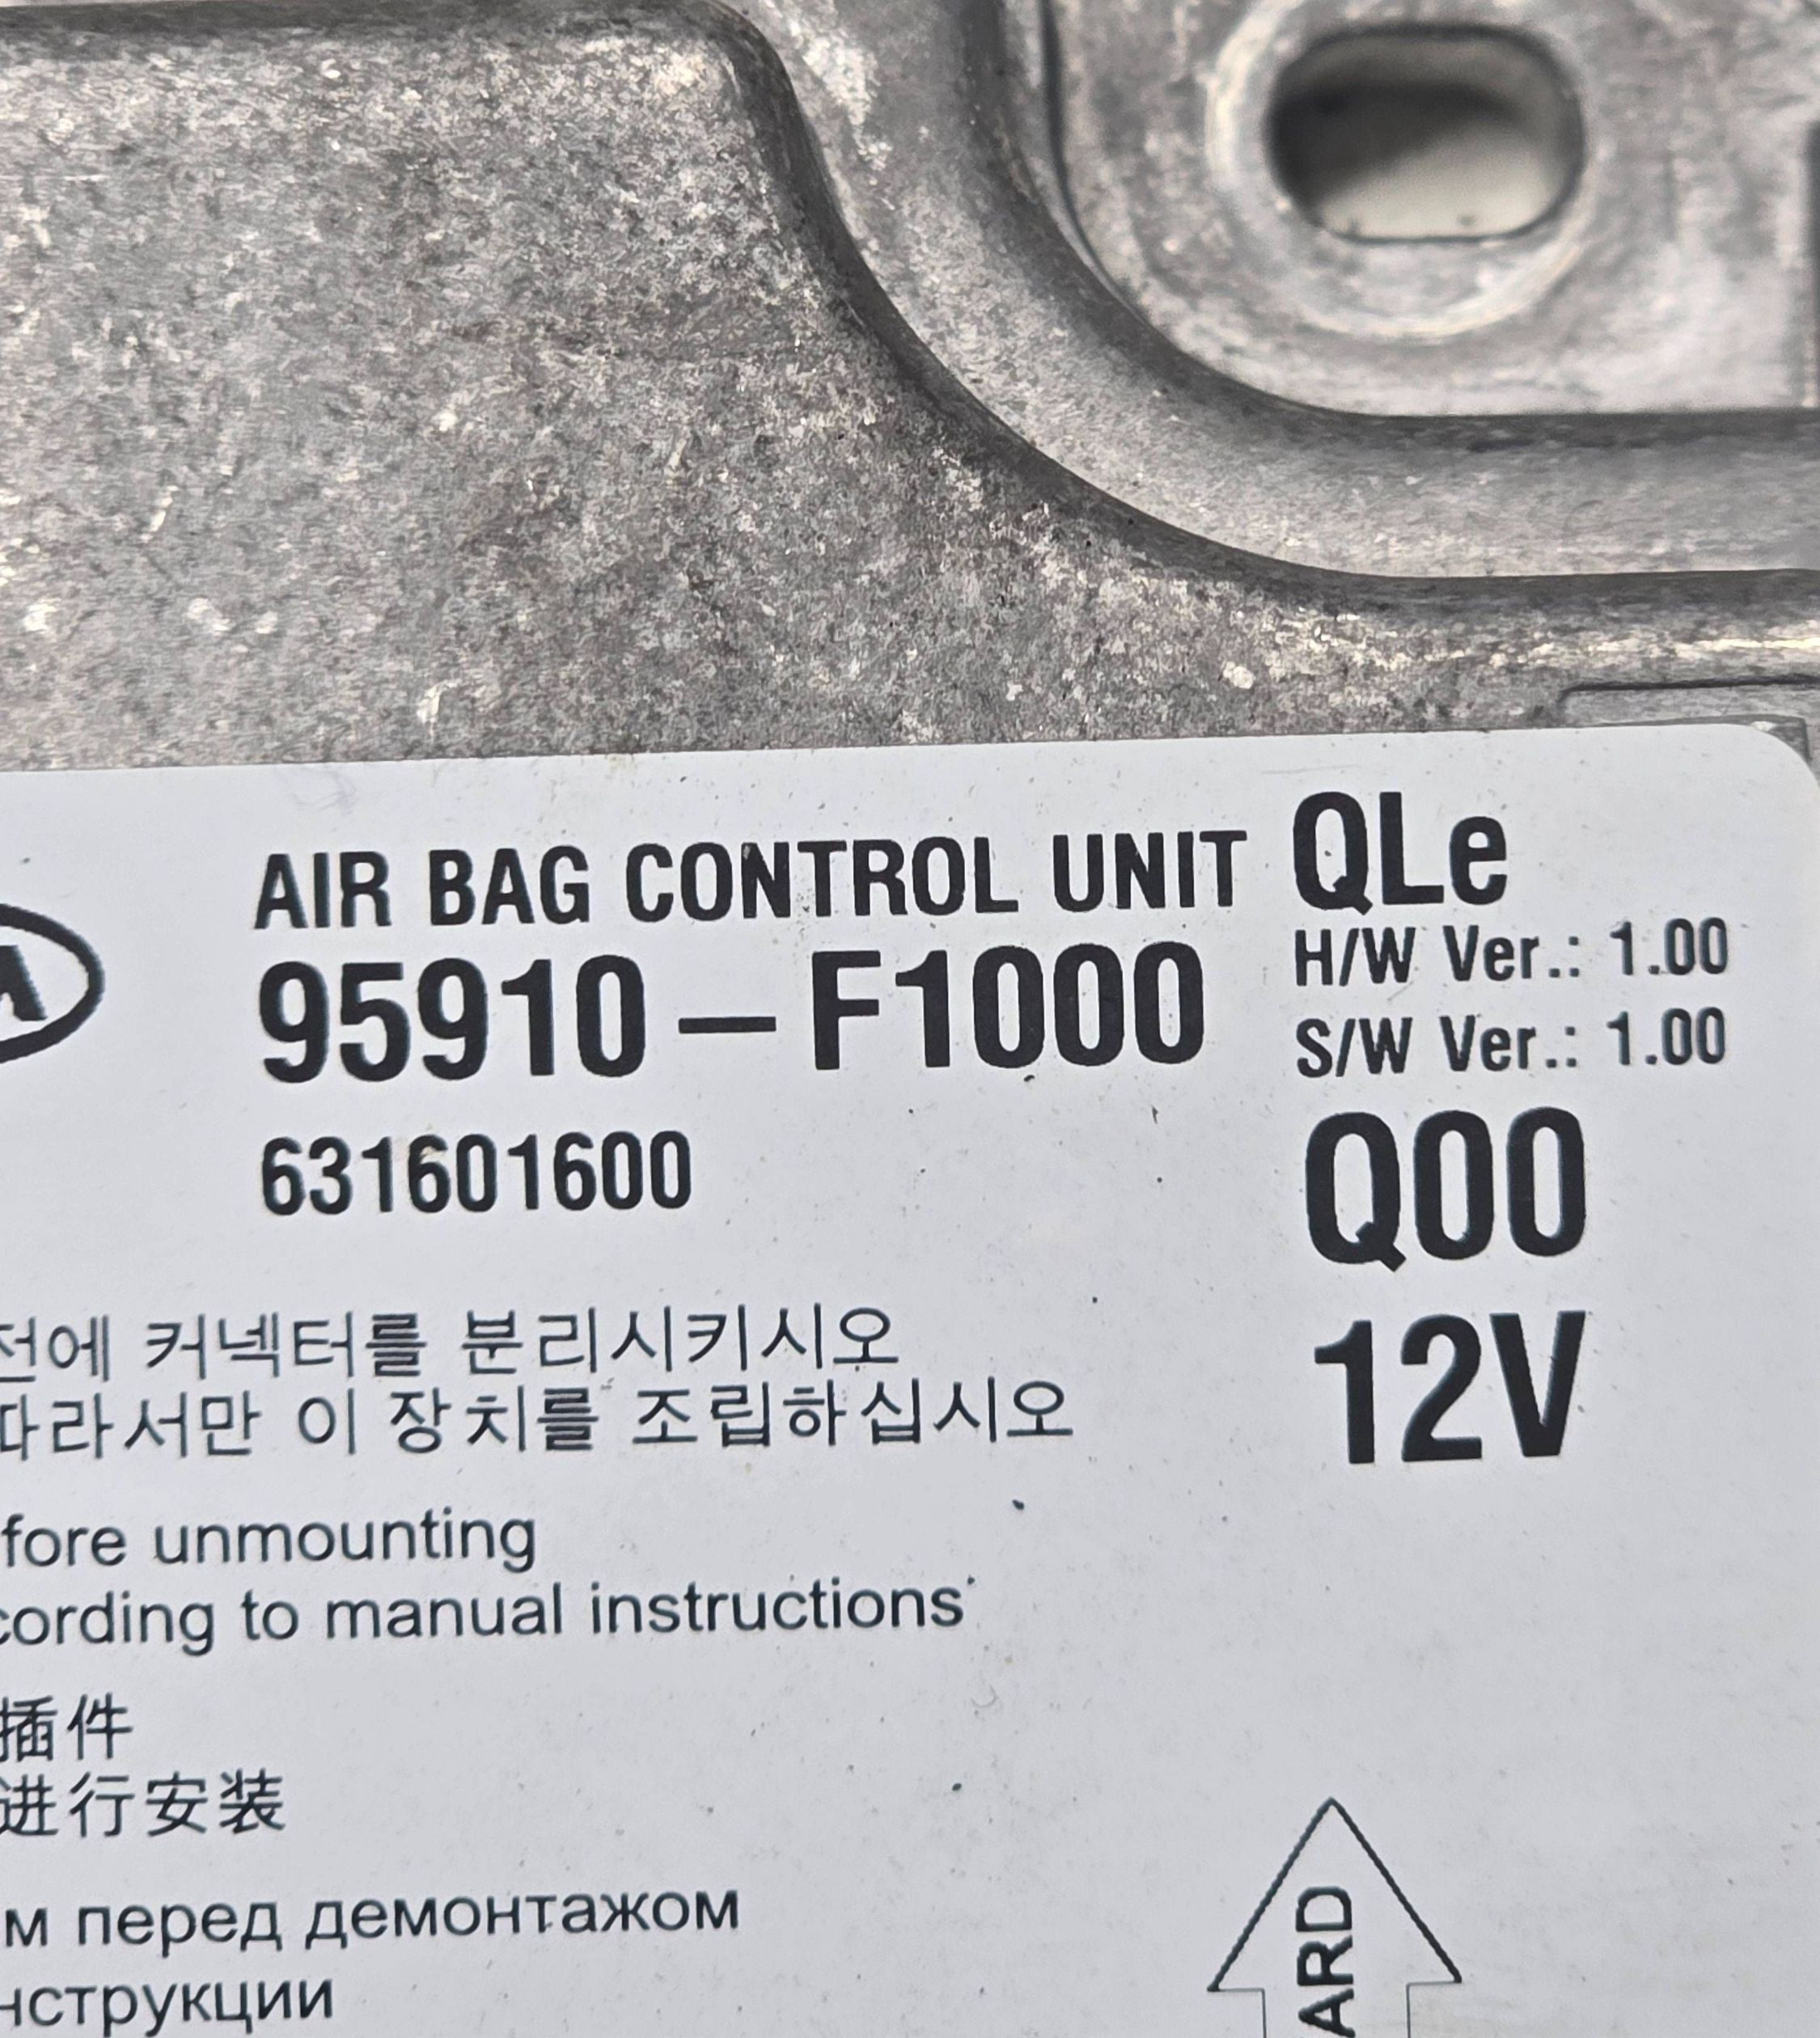 AIR BAG CONTROL UNIT QLe
95910-F1000
H/W Ver.: 1.00
S/W Ver.: 1.00
631601600
Q00
12V
전에 커넥터를 분리시키시오
따라서만 이 장치를 조립하십시오
fore unmounting
cording to manual instructions
插件
进行安装
м перед демонтажом
нструкции
ARD